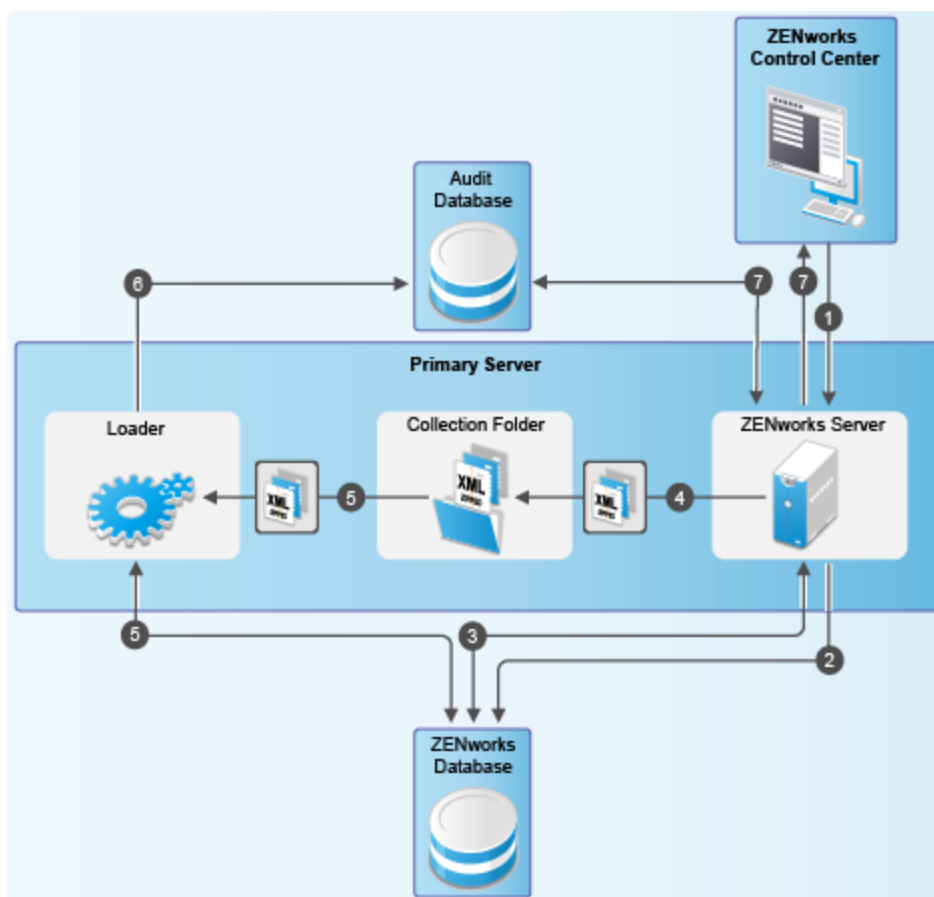 ZENworks
Control Center
Audit
Database
6
7
7
1
Primary Server
Loader
Collection Folder
ZENworks Server
XML
XML
XML
5
4
5
3
2
ZENworks
Database